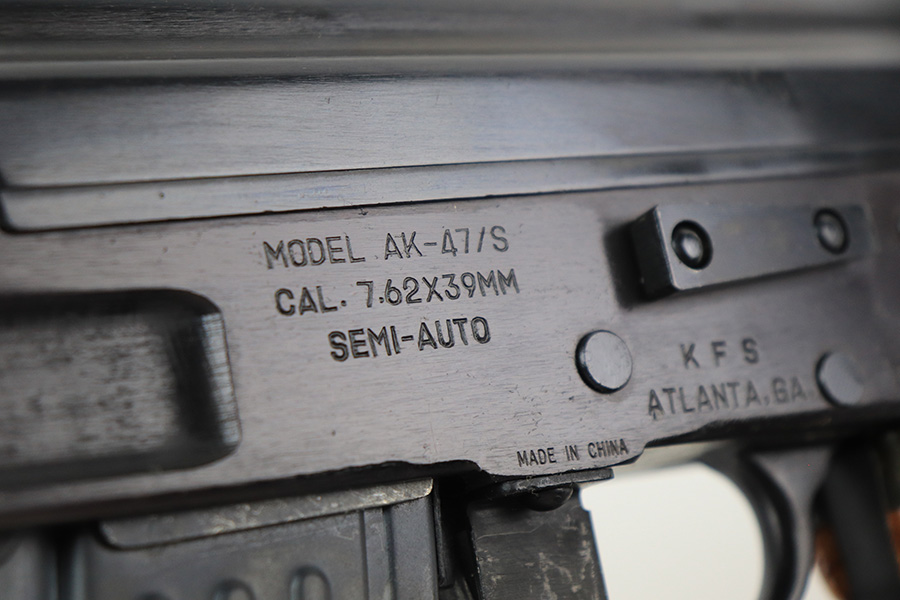 MODEL AK-47/S
CAL. 7.62X39MM
SEMI-AUTO
K F S
ATLANTA, GA.
MADE IN CHINA